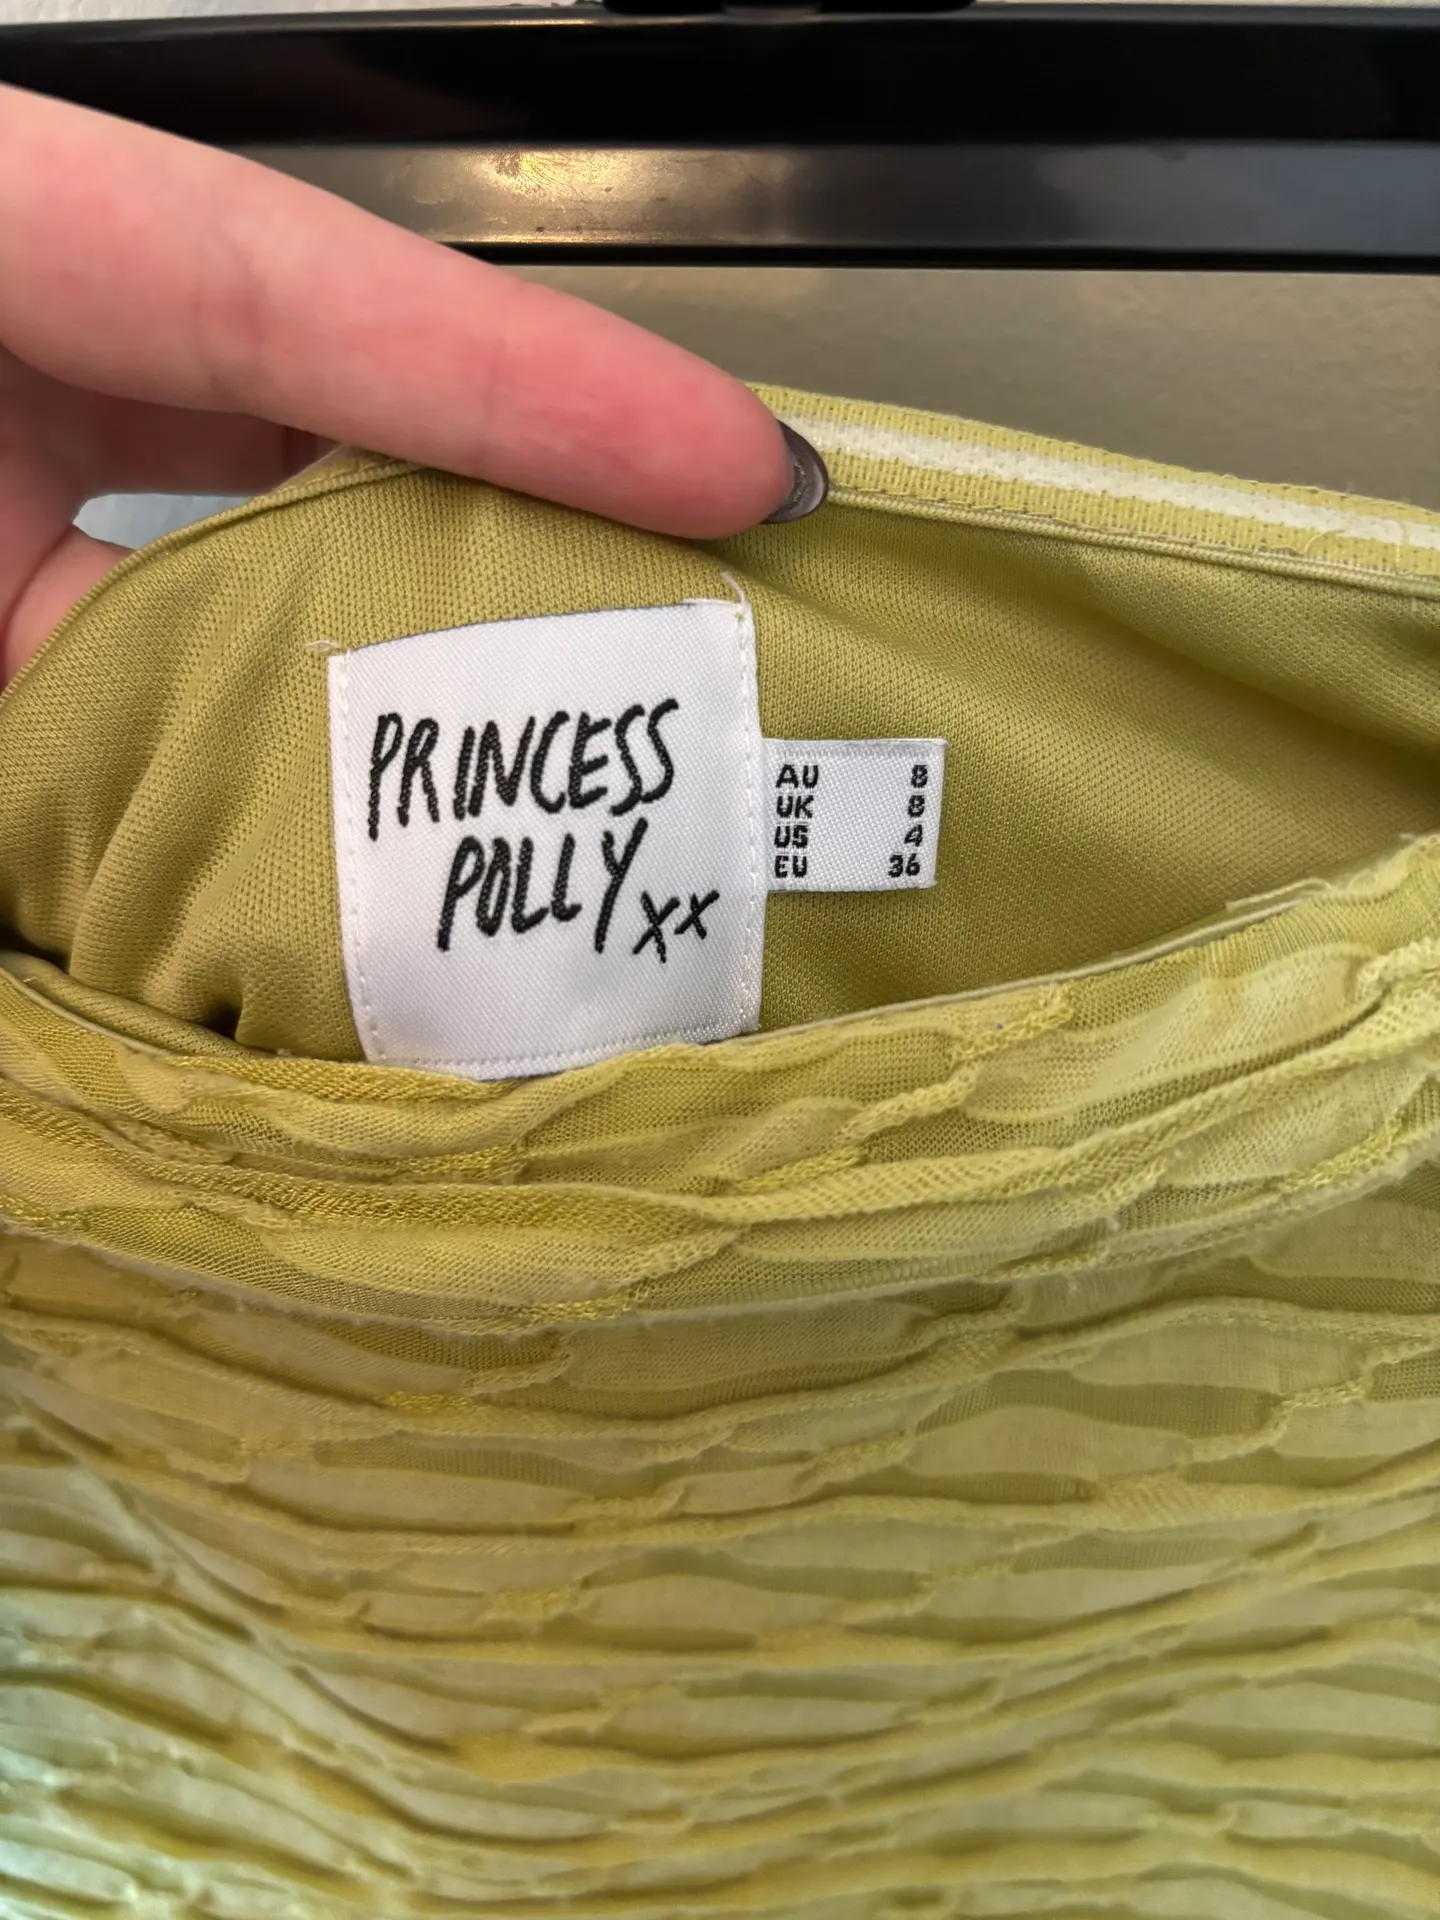 PRINCESS
POLLY xx
AU 8
UK 8
US 4
EU 36